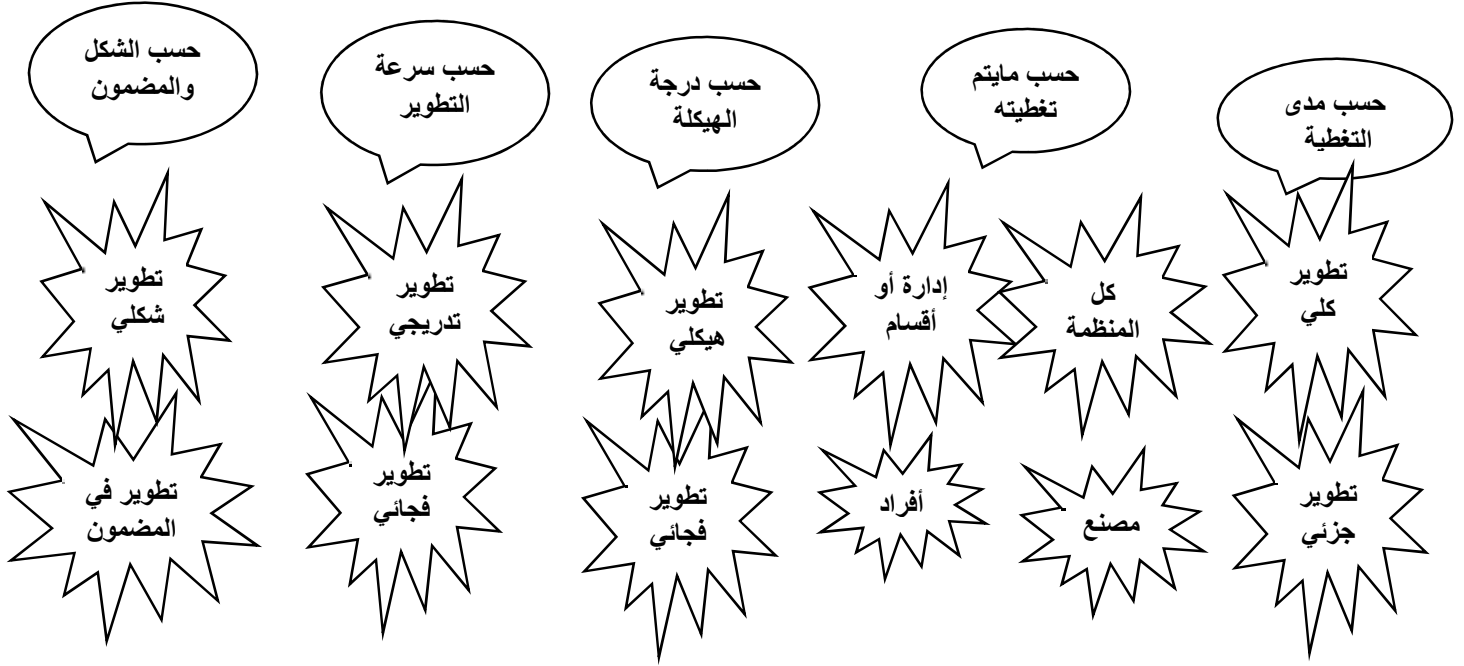 حسب مدى
التغطية
حسب مايتم
تغطيته
حسب درجة
الهيكلة
حسب سرعة
التطوير
حسب الشكل
والمضمون
تطوير
كلي
كل
المنظمة
إدارة أو
أقسام
تطوير
هيكلي
تطوير
تدريجي
تطوير
شكلي
تطوير
جزئي
مصنع
أفراد
تطوير
فجائي
تطوير
فجائي
تطوير في
المضمون